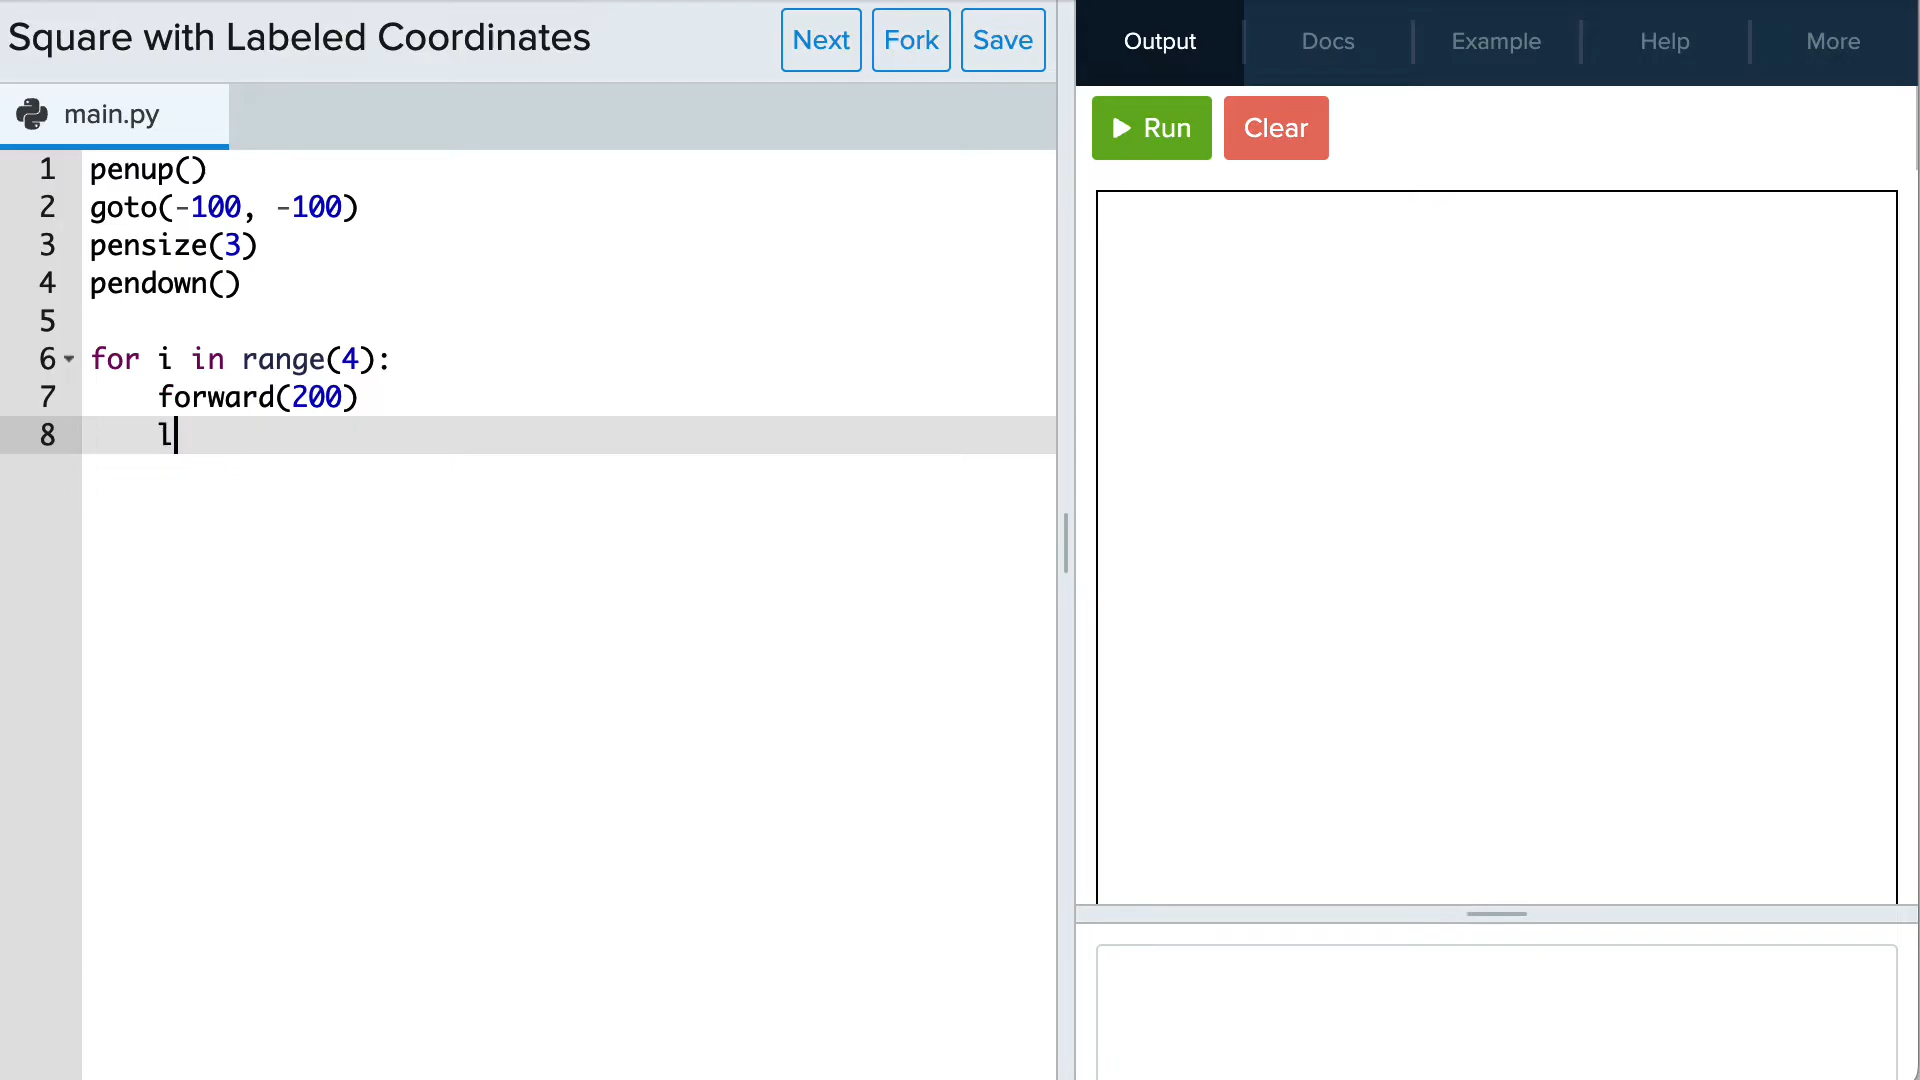 Square with Labeled Coordinates
Next
Fork
Save
Output
Docs
Example
Help
More
main.py
Run
Clear
1 penup()
2 goto(-100, -100)
3 pensize(3)
4 pendown()
5
6 for i in range(4):
7     forward(200)
8     l